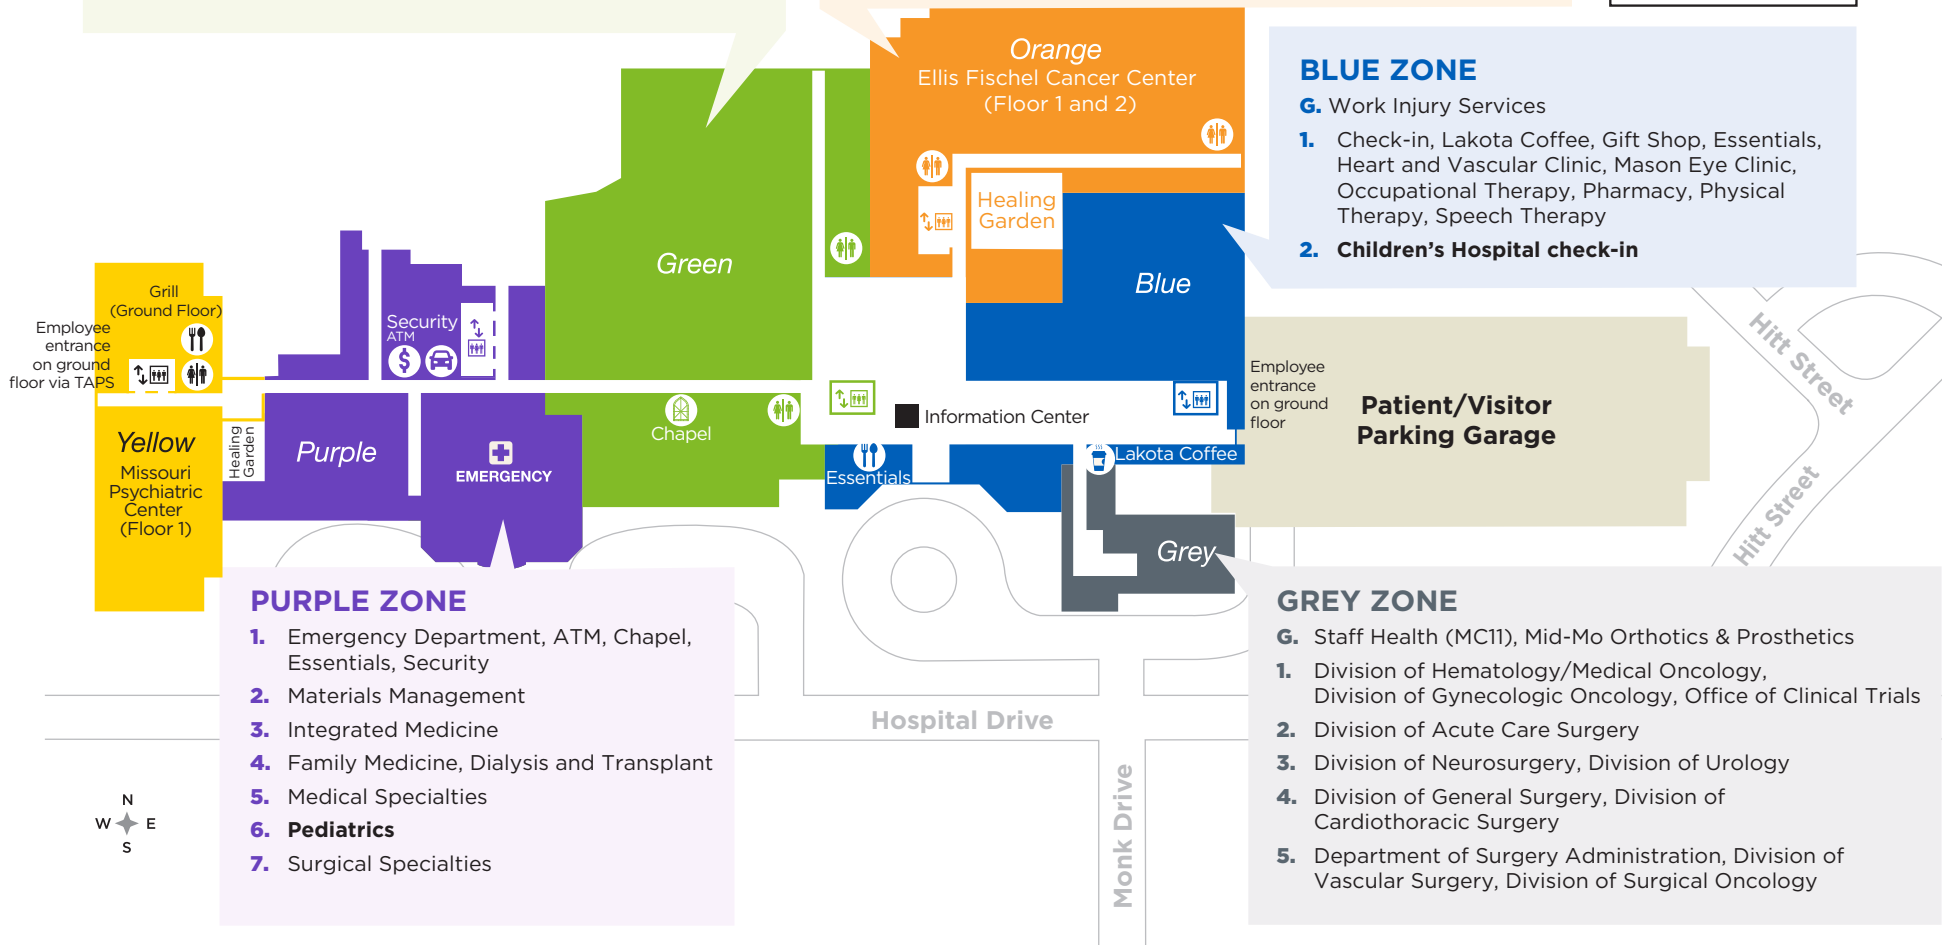 Orange
Ellis Fischel Cancer Center
(Floor 1 and 2)
Healing
Garden
Green
Blue
BLUE ZONE
G. Work Injury Services
1. Check-in, Lakota Coffee, Gift Shop, Essentials,
Heart and Vascular Clinic, Mason Eye Clinic,
Occupational Therapy, Pharmacy, Physical
Therapy, Speech Therapy
2. Children's Hospital check-in
Grill
(Ground Floor)
Employee
entrance
on ground
floor via TAPS
Security
ATM
$
Yellow
Missouri
Psychiatric
Center
(Floor 1)
Healing
Garden
Purple
EMERGENCY
Chapel
Information Center
Essentials
Lakota Coffee
Employee
entrance
on ground
floor
Patient/Visitor
Parking Garage
Hitt Street
Hitt Street
Grey
PURPLE ZONE
1. Emergency Department, ATM, Chapel,
Essentials, Security
2. Materials Management
3. Integrated Medicine
4. Family Medicine, Dialysis and Transplant
5. Medical Specialties
6. Pediatrics
7. Surgical Specialties
GREY ZONE
G. Staff Health (MC11), Mid-Mo Orthotics & Prosthetics
1. Division of Hematology/Medical Oncology,
Division of Gynecologic Oncology, Office of Clinical Trials
2. Division of Acute Care Surgery
3. Division of Neurosurgery, Division of Urology
4. Division of General Surgery, Division of
Cardiothoracic Surgery
5. Department of Surgery Administration, Division of
Vascular Surgery, Division of Surgical Oncology
Hospital Drive
Monk Drive
N
W E
S